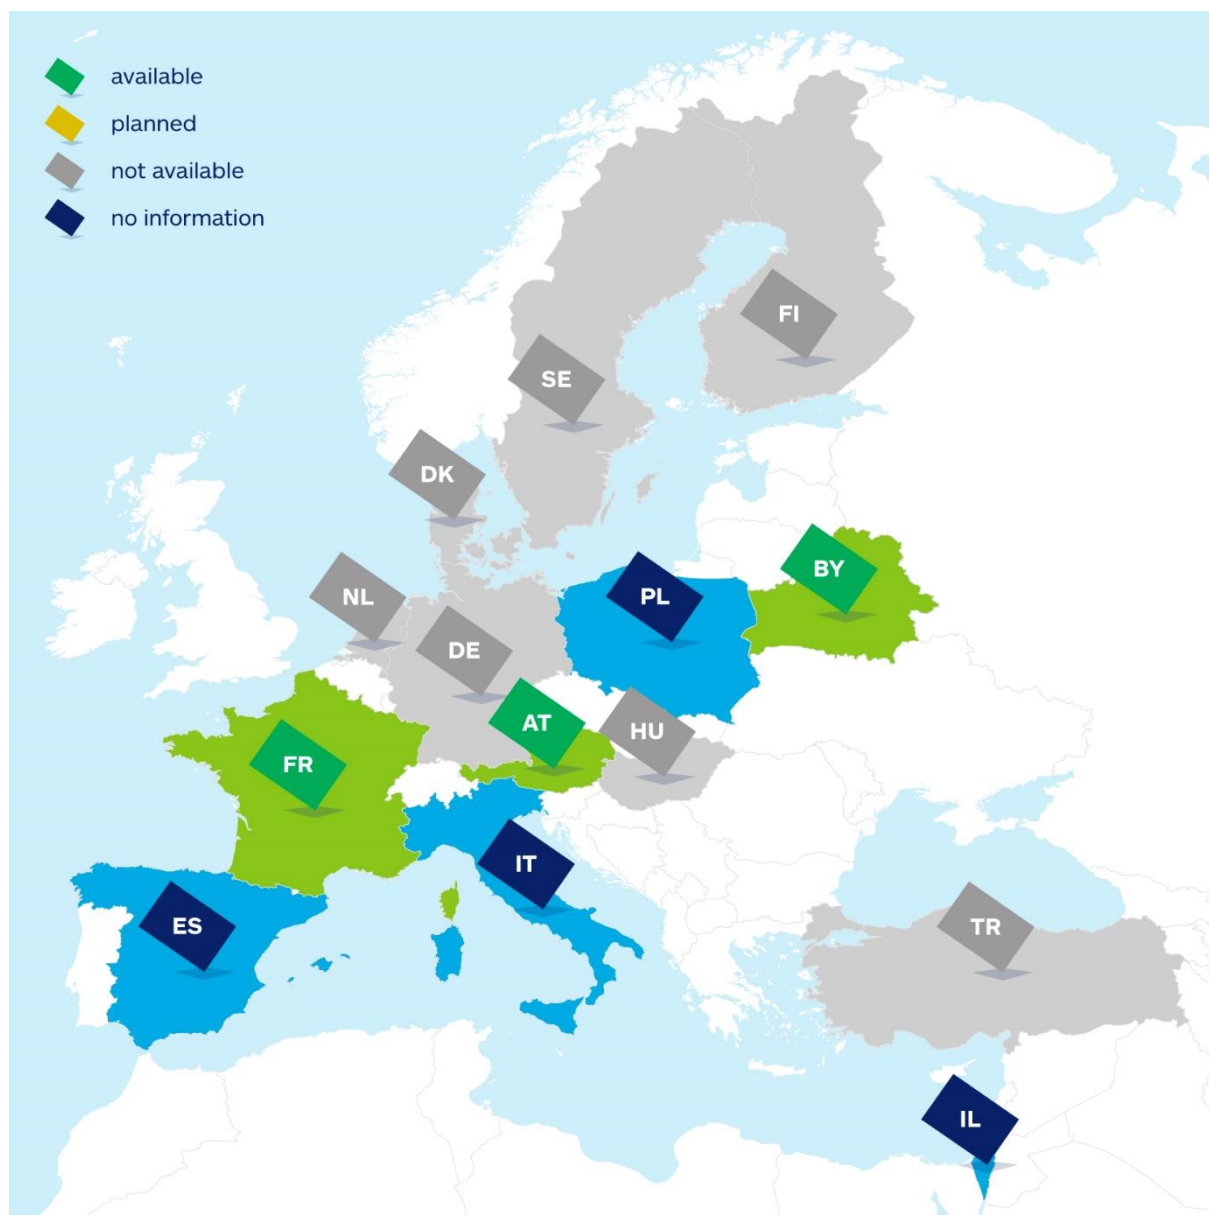 available
planned
not available
no information
FI
SE
DK
BY
NL
PL
DE
AT
HU
FR
IT
ES
TR
IL